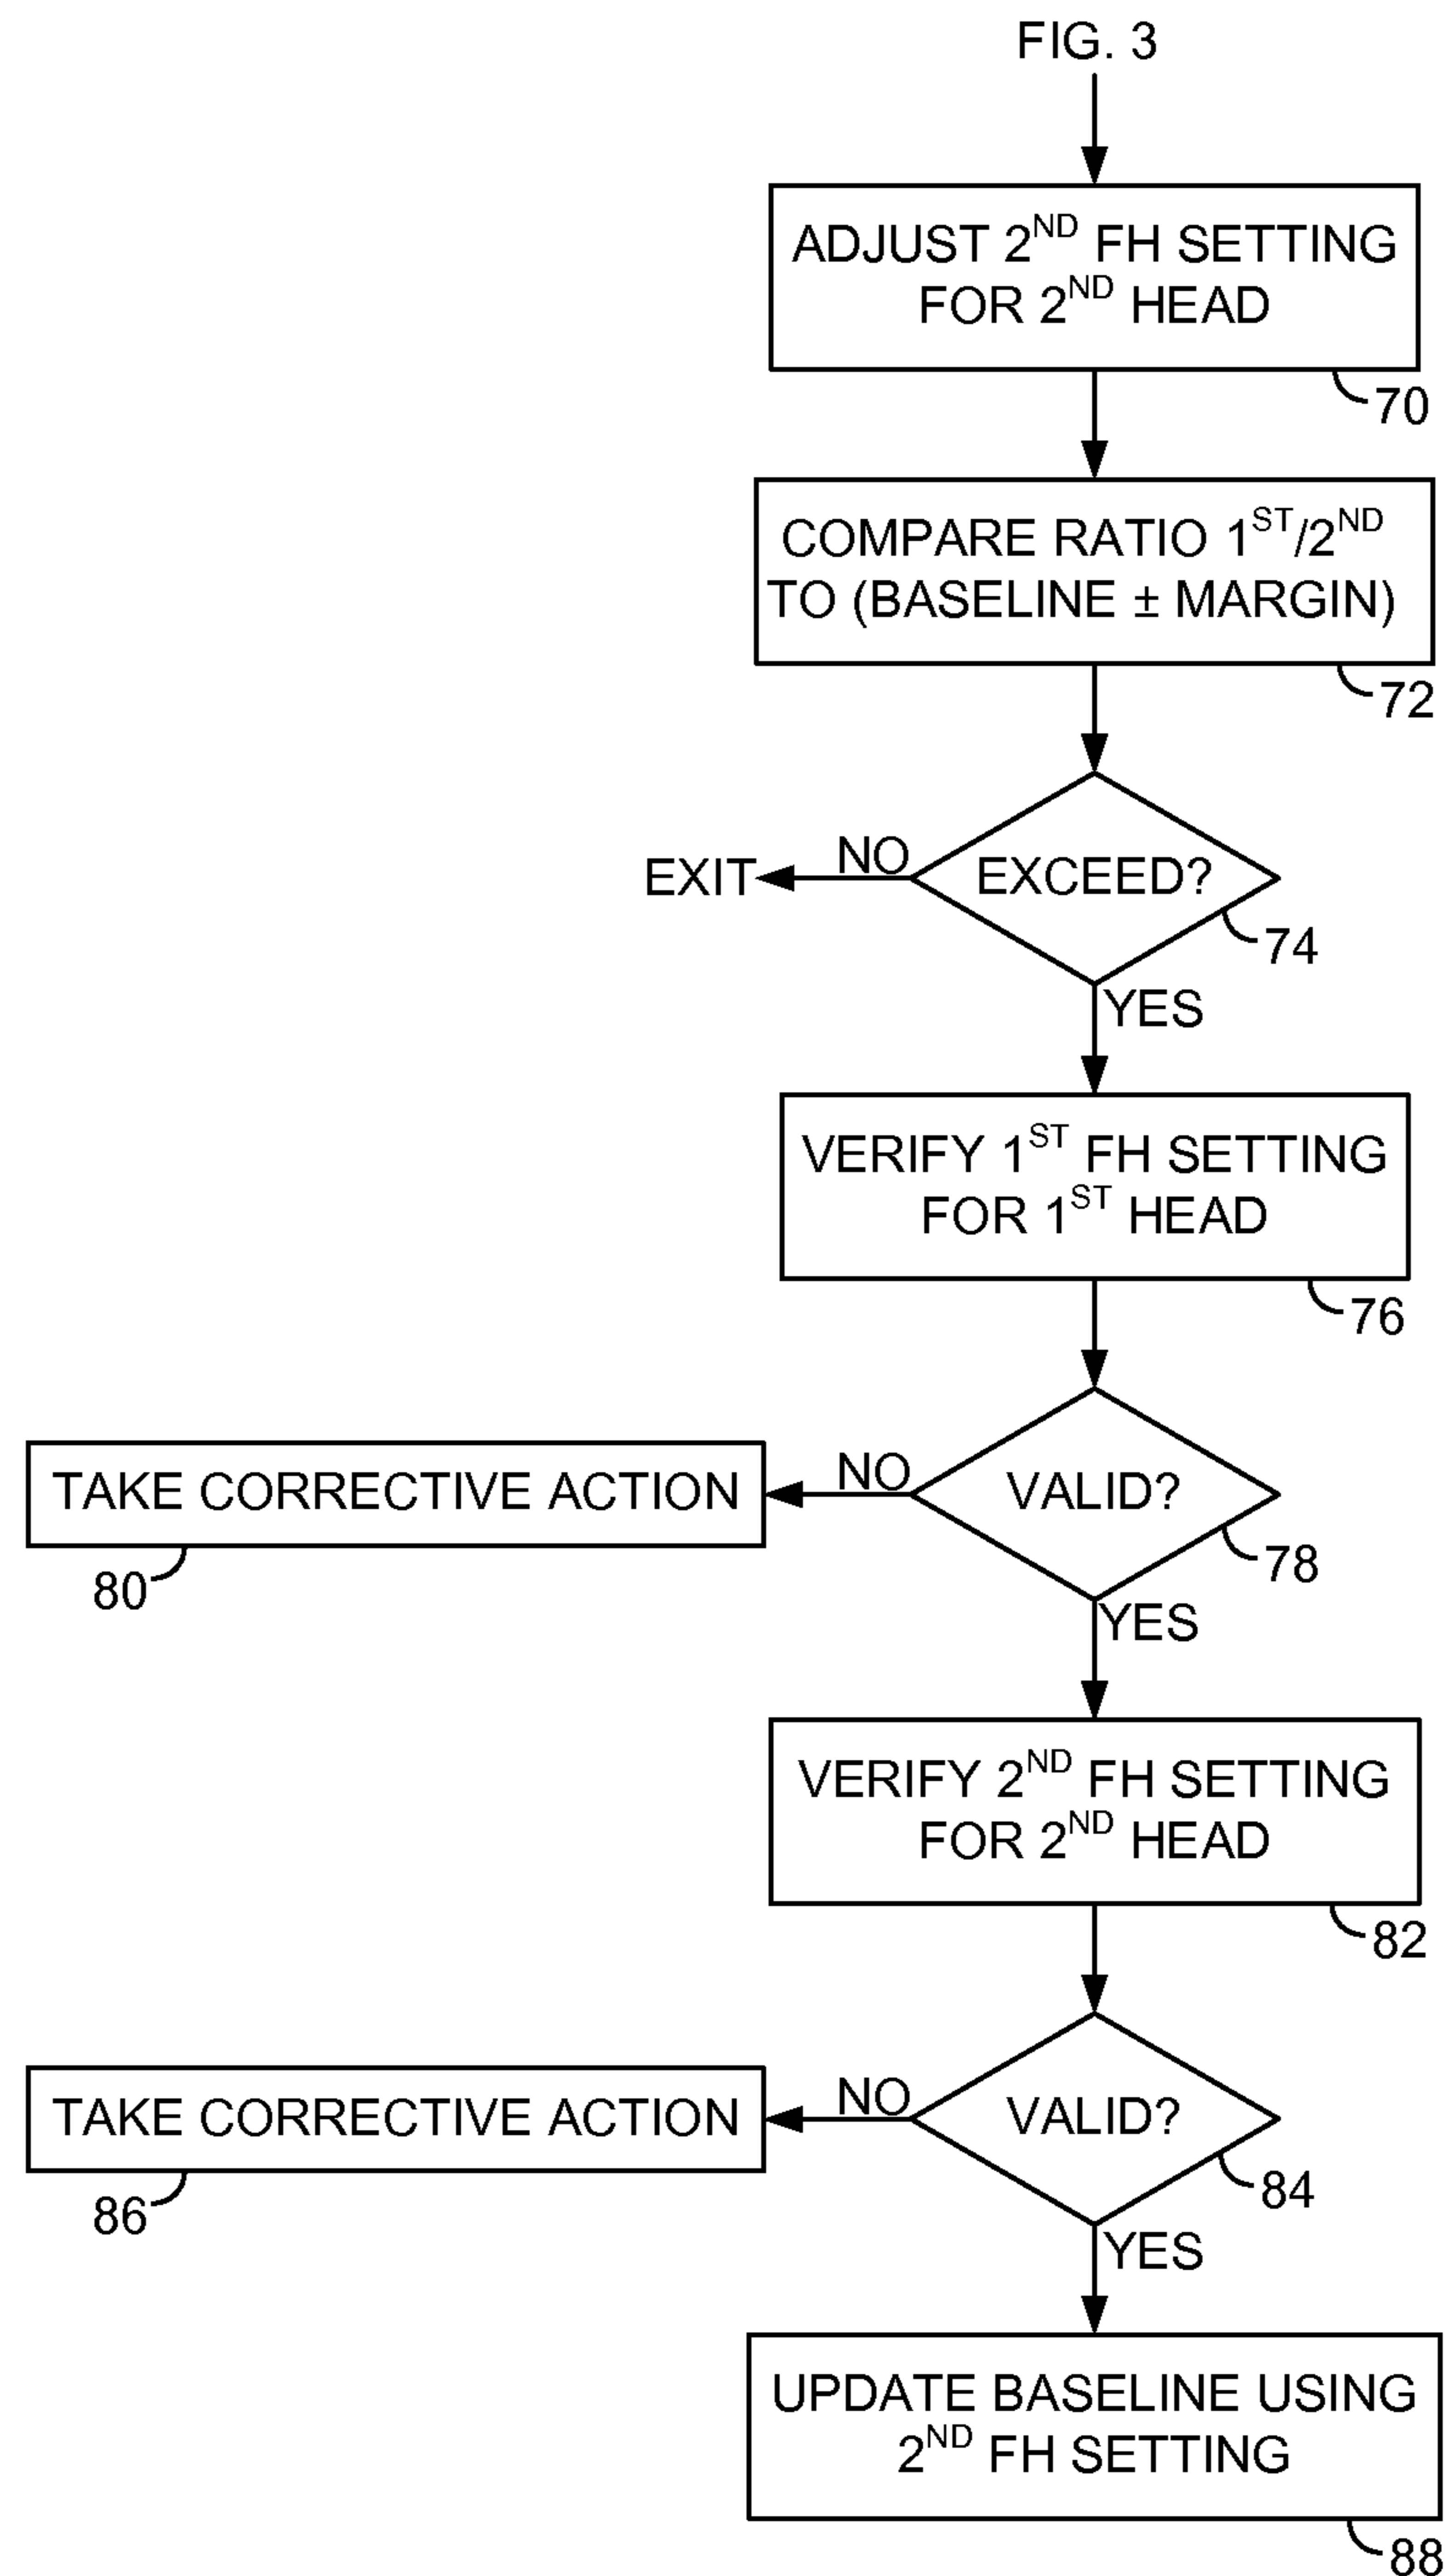 FIG. 3
ADJUST 2ND FH SETTING
FOR 2ND HEAD
70
COMPARE RATIO 1ST/2ND
TO (BASELINE ± MARGIN)
72
EXIT
NO
EXCEED?
74
YES
VERIFY 1ST FH SETTING
FOR 1ST HEAD
76
TAKE CORRECTIVE ACTION
80
NO
VALID?
78
YES
VERIFY 2ND FH SETTING
FOR 2ND HEAD
82
TAKE CORRECTIVE ACTION
86
NO
VALID?
84
YES
UPDATE BASELINE USING
2ND FH SETTING
88